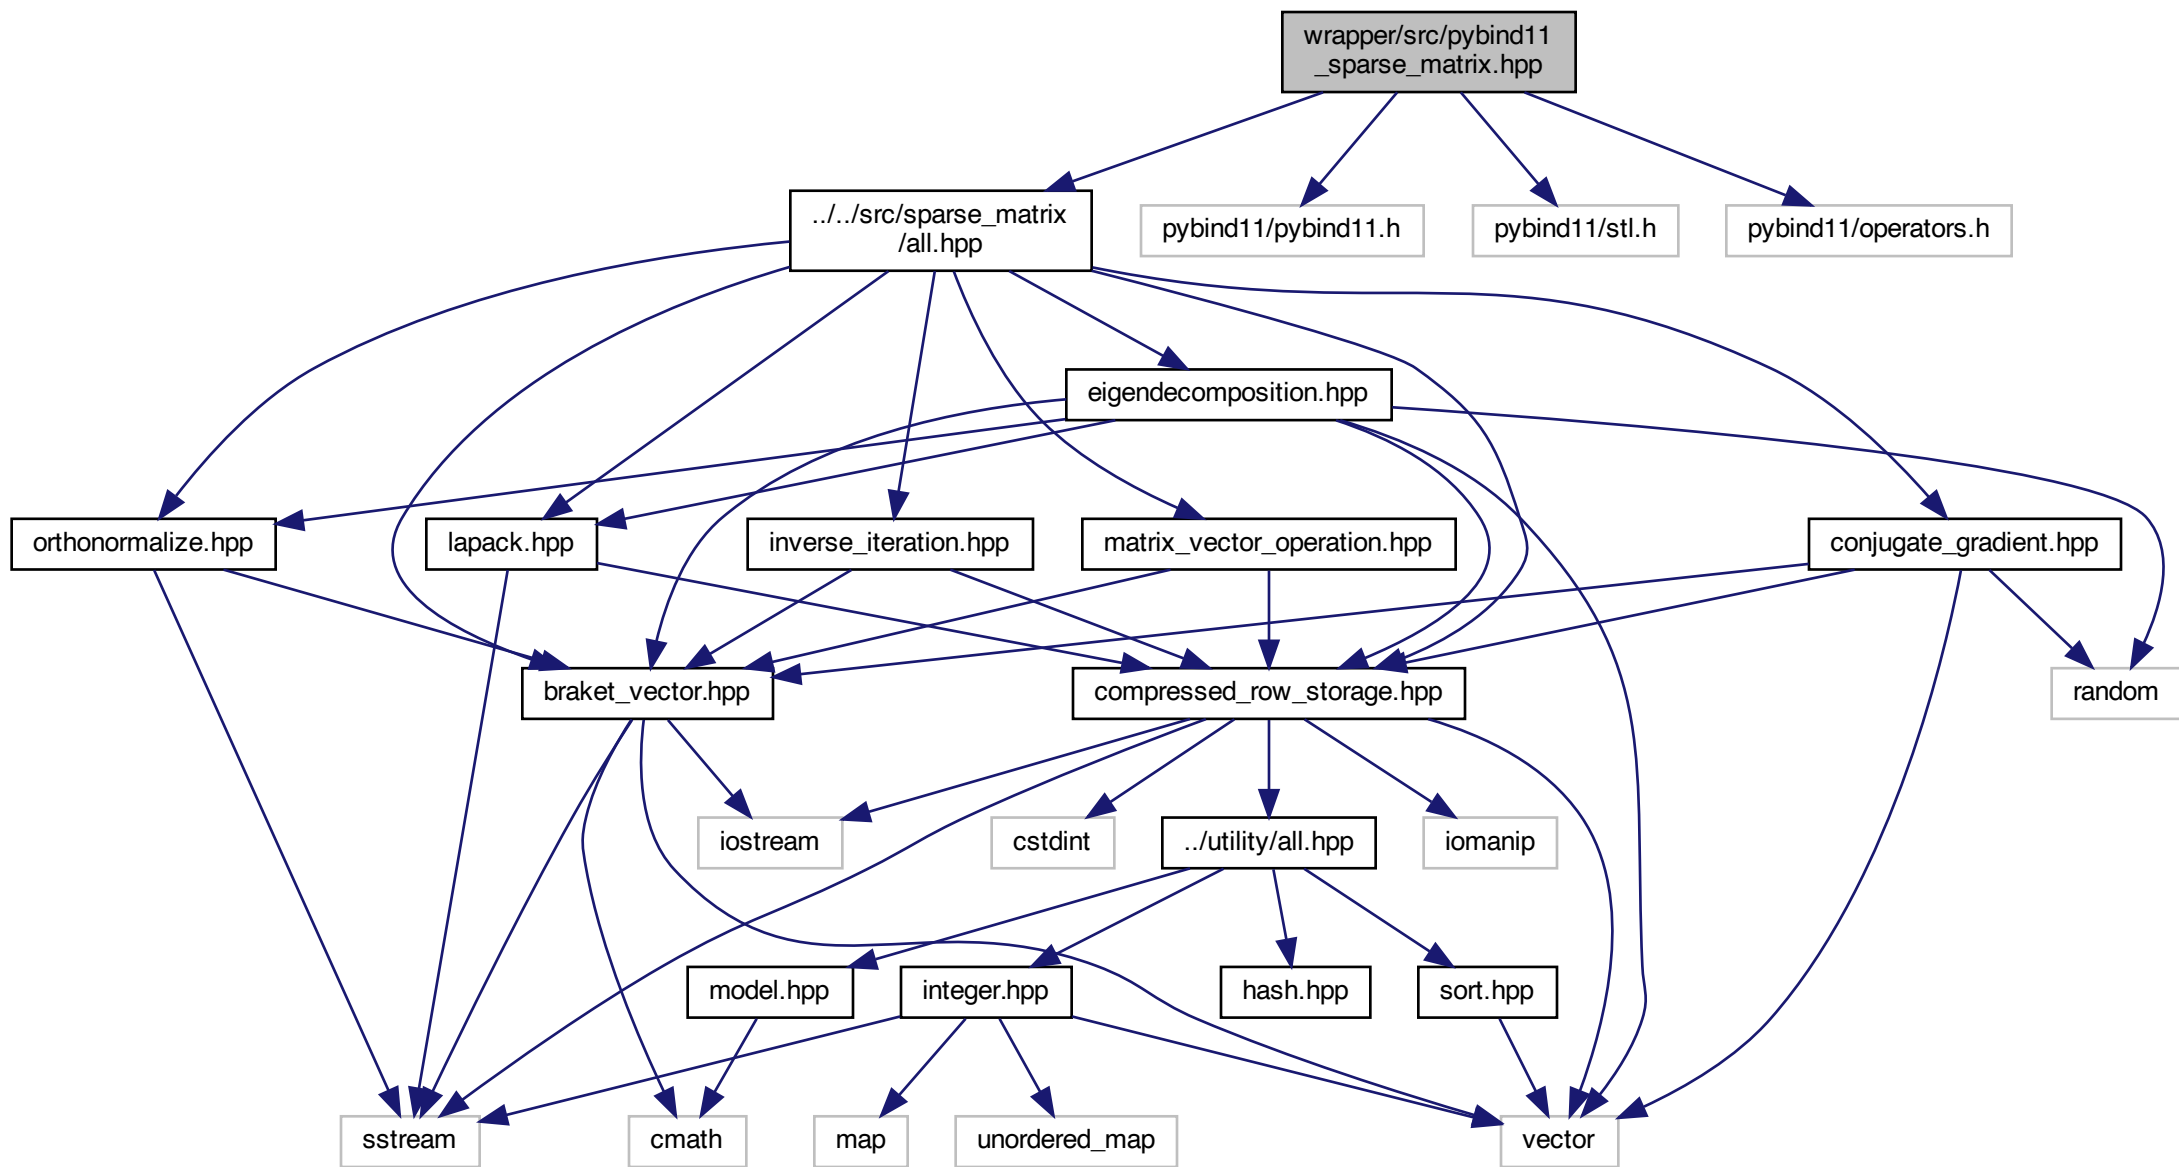 wrapper/src/pybind11
_sparse_matrix.hpp
../../src/sparse_matrix
/all.hpp
pybind11/pybind11.h
pybind11/stl.h
pybind11/operators.h
eigendecomposition.hpp
orthonormalize.hpp
lapack.hpp
inverse_iteration.hpp
matrix_vector_operation.hpp
conjugate_gradient.hpp
braket_vector.hpp
compressed_row_storage.hpp
random
iostream
cstdint
../utility/all.hpp
iomanip
model.hpp
integer.hpp
hash.hpp
sort.hpp
sstream
cmath
map
unordered_map
vector